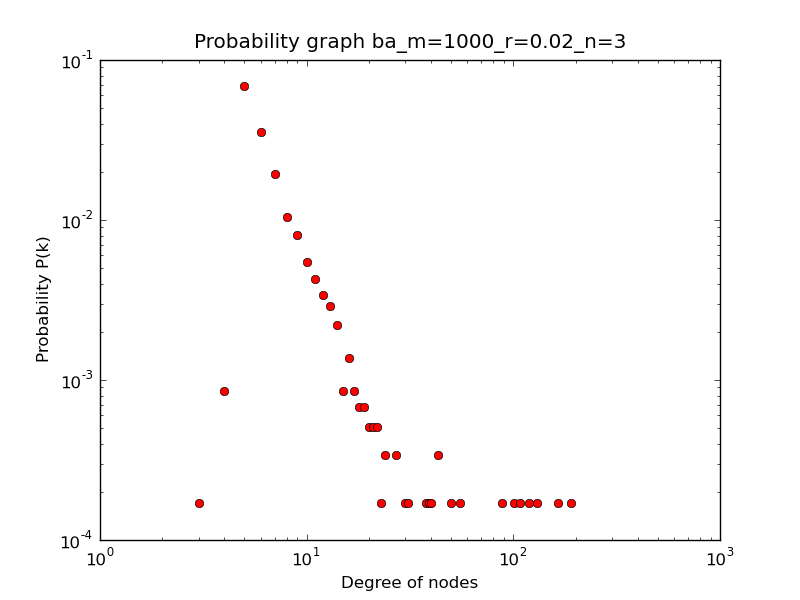 Probability graph ba_m=1000_r=0.02_n=3
10^-1
10^-2
10^-3
10^-4
Probability P(k)
10^0 10^1 10^2 10^3
Degree of nodes